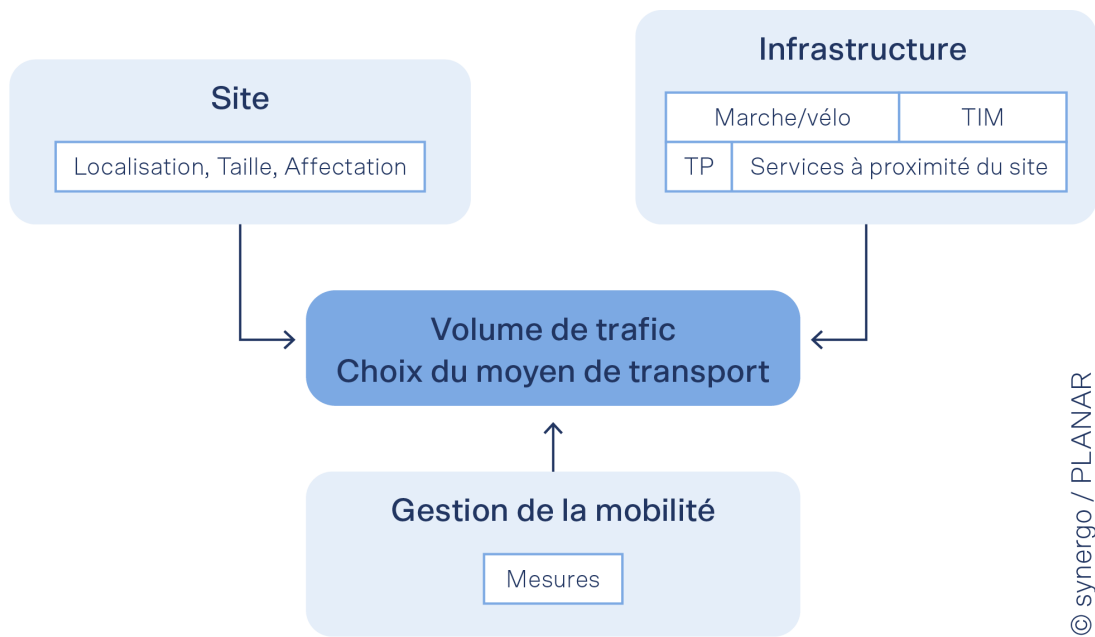 Site
Localisation, Taille, Affectation
Infrastructure
Marche/vélo
TIM
TP
Services à proximité du site
Volume de trafic
Choix du moyen de transport
Gestion de la mobilité
Mesures
© synergo / PLANAR